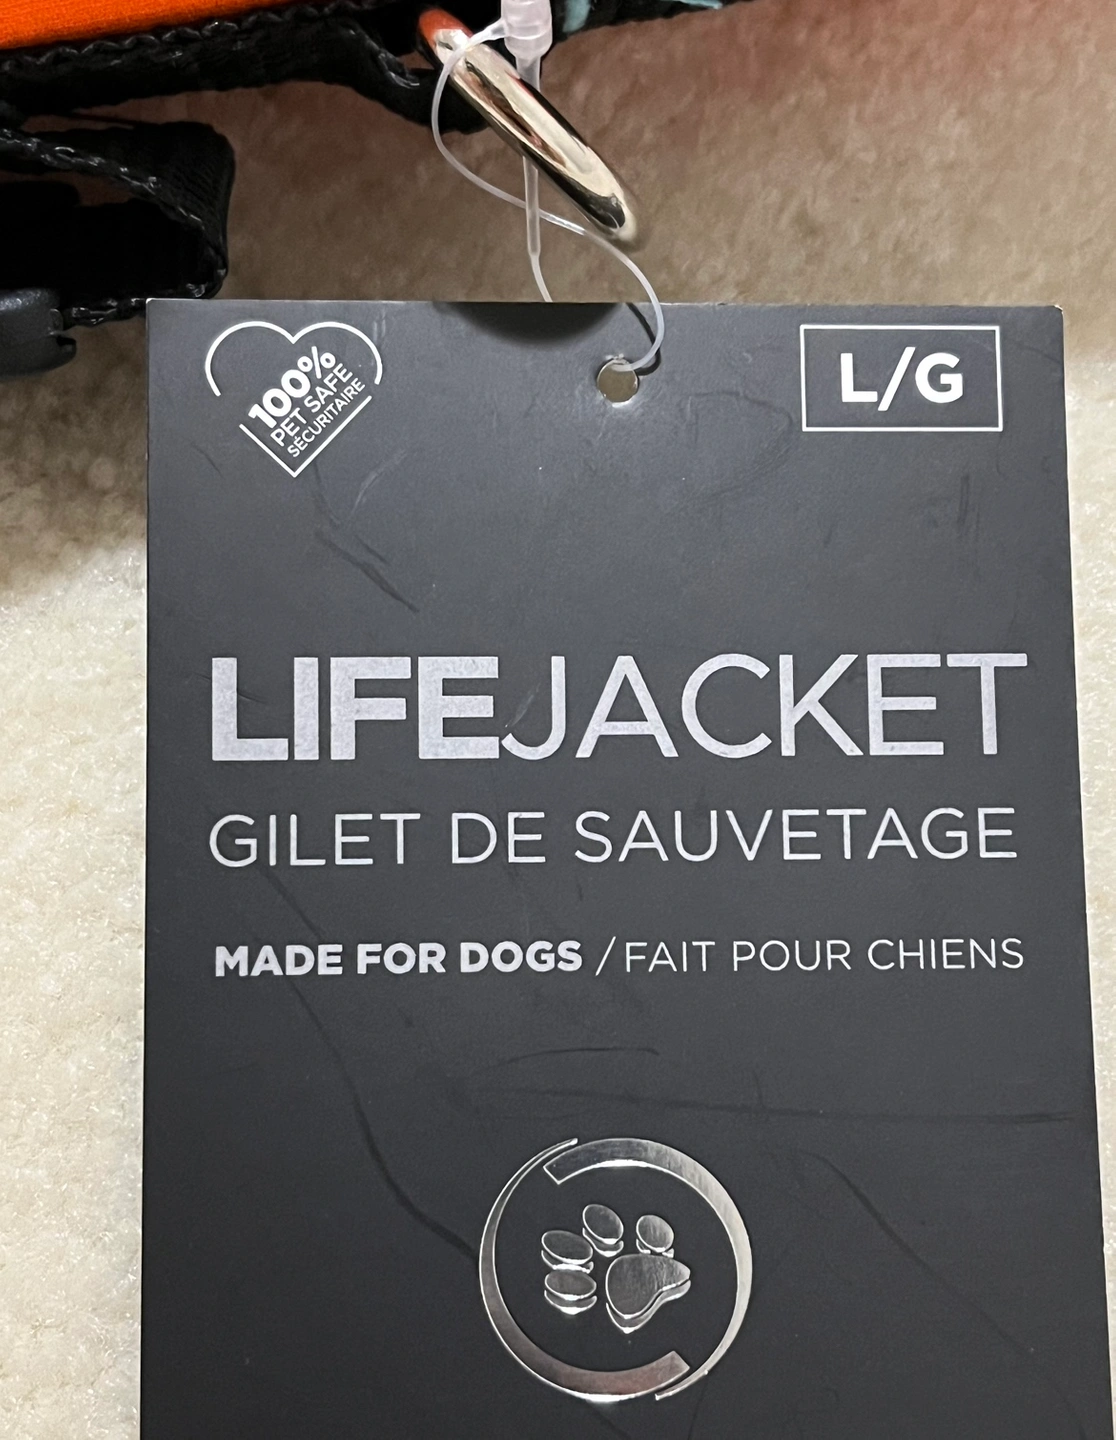 100%
PET SAFE
SÉCURITAIRE
L/G
LIFEJACKET
GILET DE SAUVETAGE
MADE FOR DOGS / FAIT POUR CHIENS